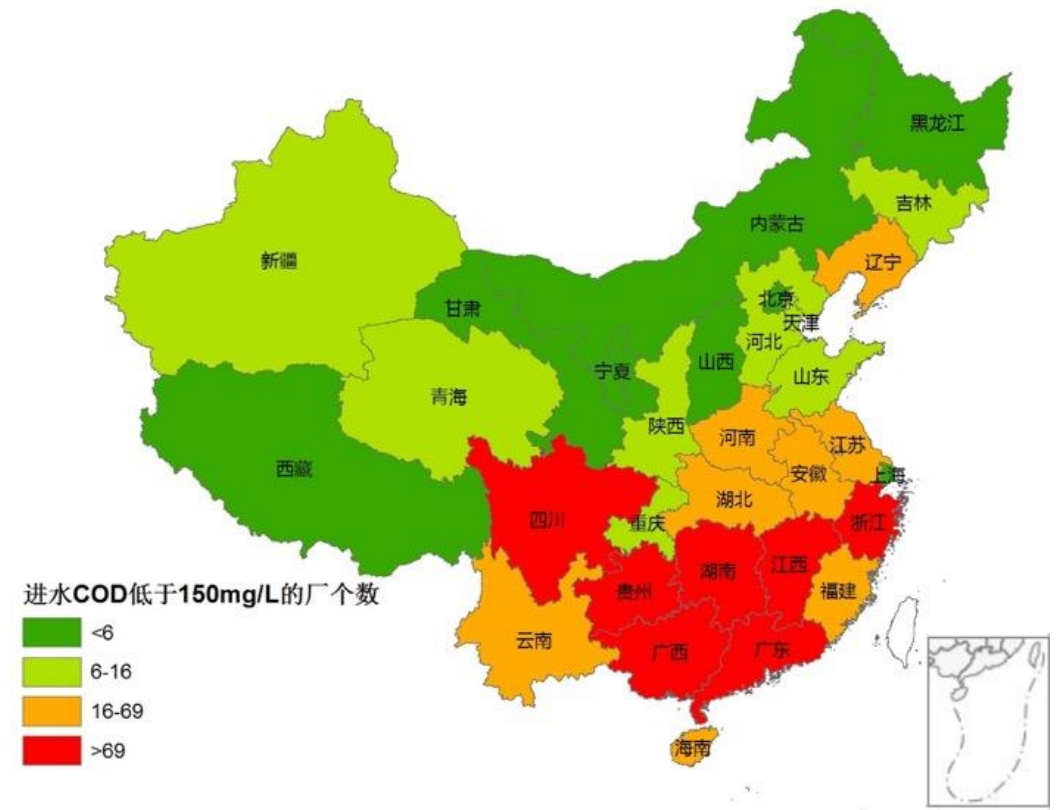 黑龙江
吉林
内蒙古
辽宁
新疆
北京
甘肃
天津
河北
山西
宁夏
山东
青海
陕西
河南
江苏
西藏
安徽
上海
湖北
四川
重庆
浙江
江西
湖南
贵州
福建
云南
广西
广东
海南
进水COD低于150mg/L的厂个数
<6
6-16
16-69
>69